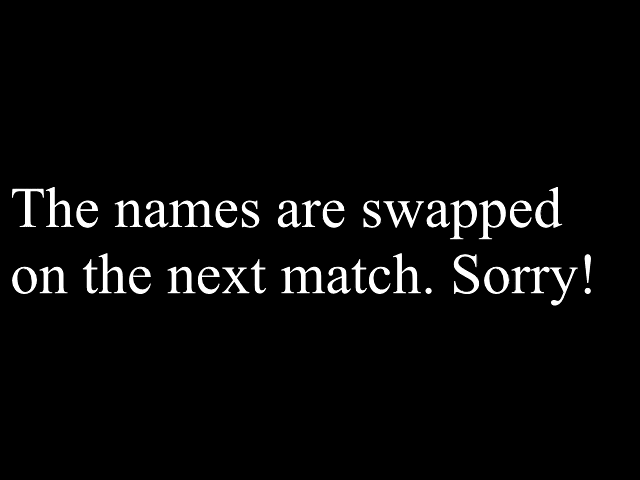 The names are swapped
on the next match. Sorry!